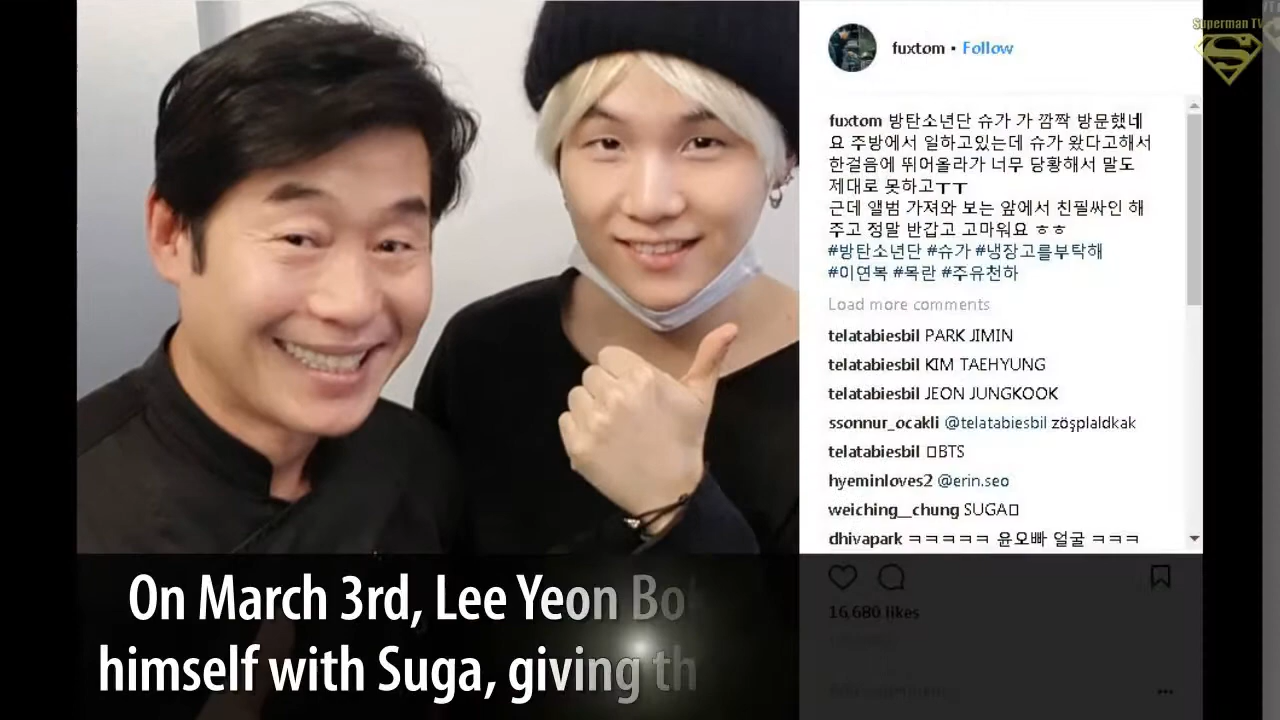 Superman TV
fuxtom • Follow
fuxtom 방탄소년단 슈가 가 깜짝 방문했네
요 주방에서 일하고있는데 슈가 왔다고해서
한걸음에 뛰어올라가 너무 당황해서 말도
제대로 못하고ㅜㅜ
근데 앨범 가져와 보는 앞에서 친필싸인 해
주고 정말 반갑고 고마워요 ㅎㅎ
#방탄소년단 #슈가 #냉장고를부탁해
#이연복 #목란 #주유천하
Load more comments
telatabiesbil PARK JIMIN
telatabiesbil KIM TAEHYUNG
telatabiesbil JEON JUNGKOOK
ssonnur_ocakli @telatabiesbil zöşplaldkak
telatabiesbil BTS
hyeminloves2 @erin.seo
weiching__chung SUGA
dhivapark ㅋㅋㅋㅋㅋ 윤오빠 얼굴 ㅋㅋㅋ
16,680 likes
On March 3rd, Lee Yeon Bo
himself with Suga, giving th